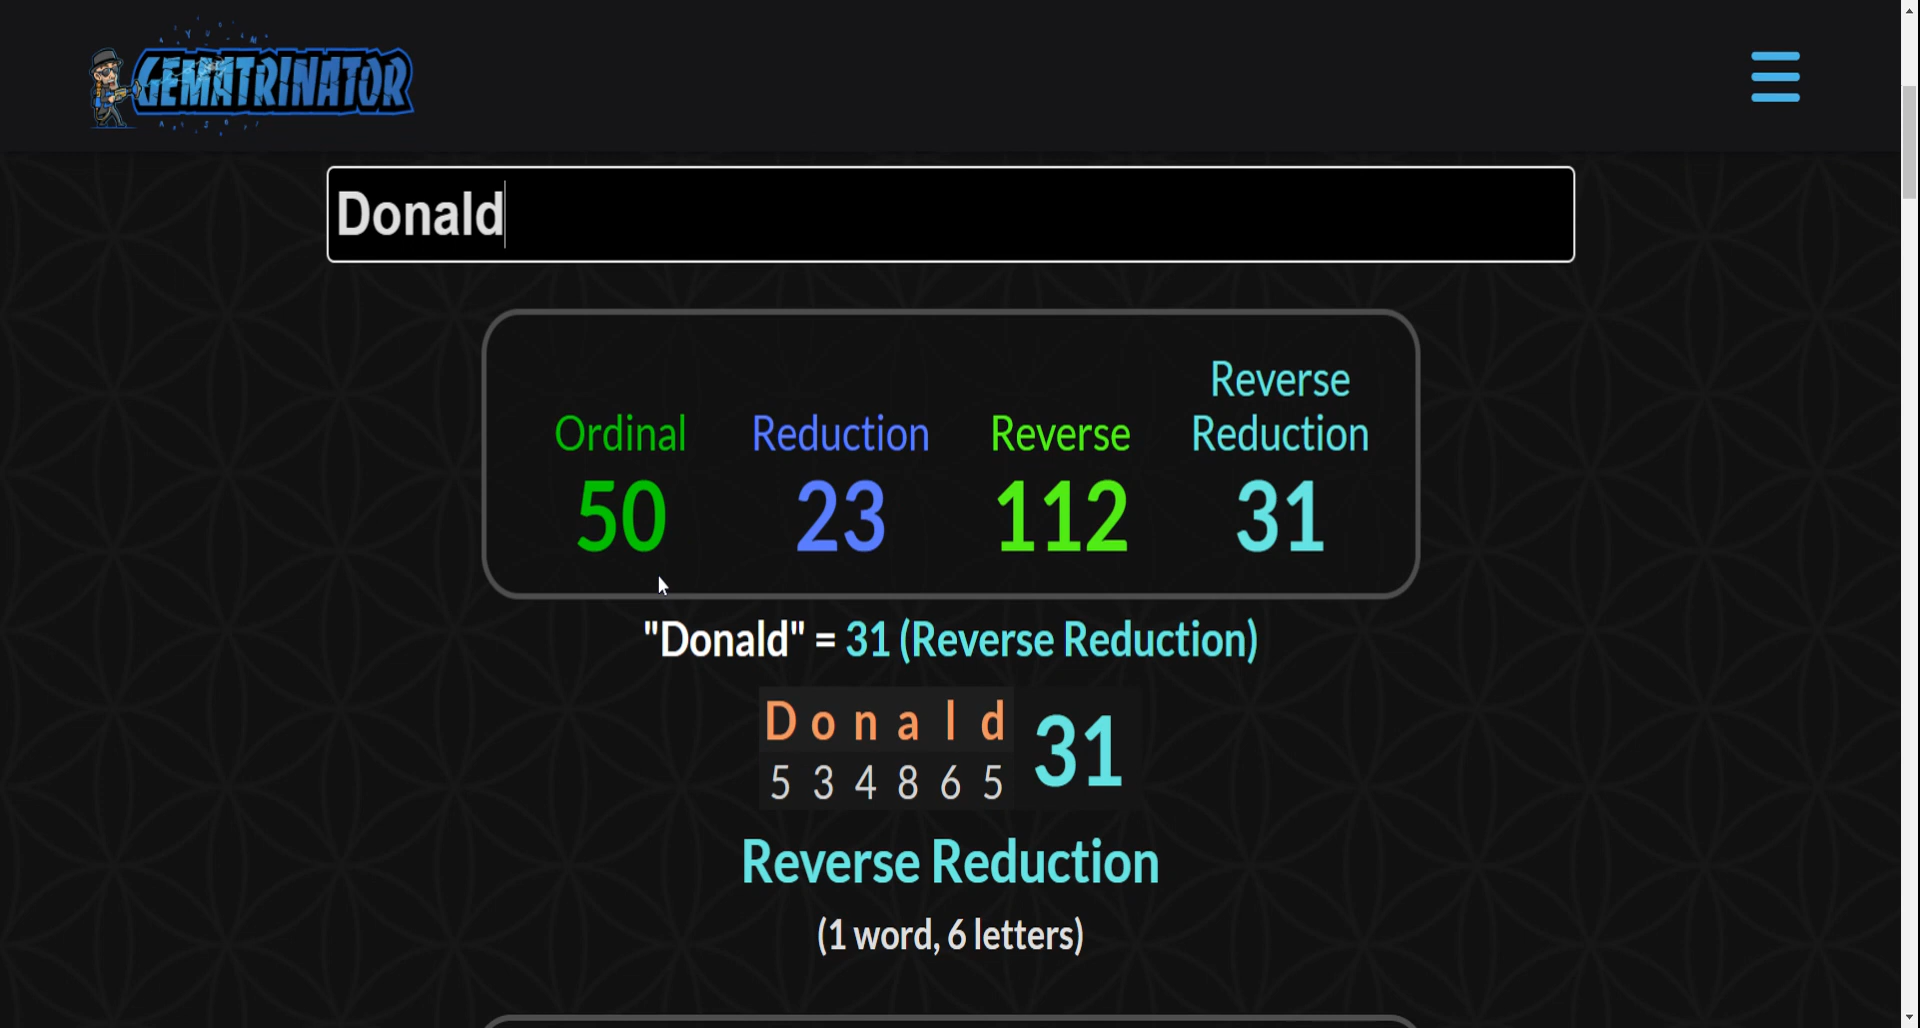 GEMATRINATOR
Donald
Ordinal Reduction Reverse Reverse Reduction
50 23 112 31
"Donald" = 31 (Reverse Reduction)
D o n a l d 31
5 3 4 8 6 5
Reverse Reduction
(1 word, 6 letters)